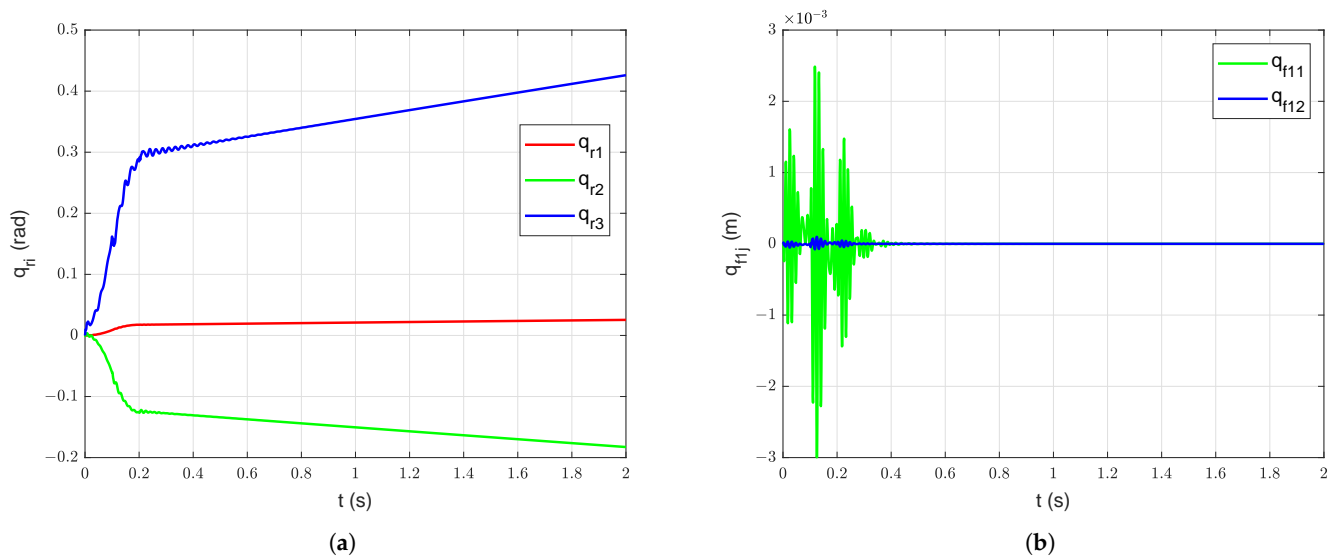 0.5
0.4
0.3
0.2
0.1
0
−0.1
−0.2
q_ri (rad)
q_r1
q_r2
q_r3
0 0.2 0.4 0.6 0.8 1 1.2 1.4 1.6 1.8 2
t (s)
(a)
×10^−3
3
2
1
0
−1
−2
−3
q_f1j (m)
q_f11
q_f12
0 0.2 0.4 0.6 0.8 1 1.2 1.4 1.6 1.8 2
t (s)
(b)